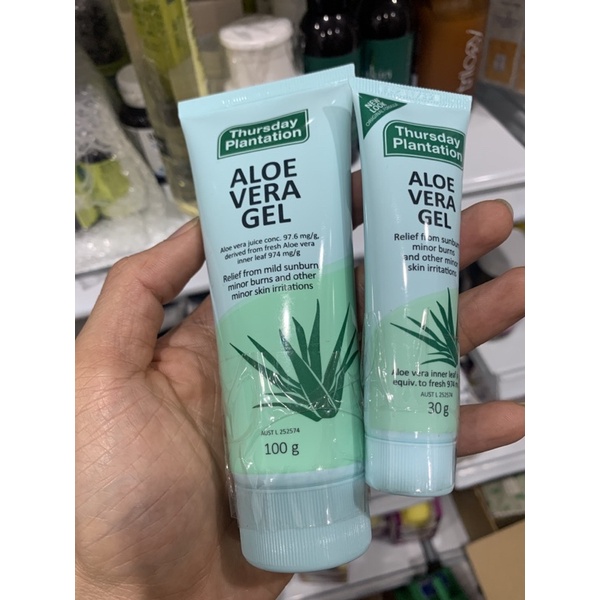 Thursday
Plantation
ALOE
VERA
GEL
Aloe vera juice conc. 97.6 mg/g,
derived from fresh Aloe vera
inner leaf 974 mg/g
Relief from mild sunburn
minor burns and other
minor skin irritations
AUST L 252574
100 g
NEW
LOOK
Thursday
Plantation
ALOE
VERA
GEL
Relief from sunburn
minor burns
and other minor
skin irritations
Aloe vera inner leaf
equiv. to fresh 974 m
AUST L 252574
30 g